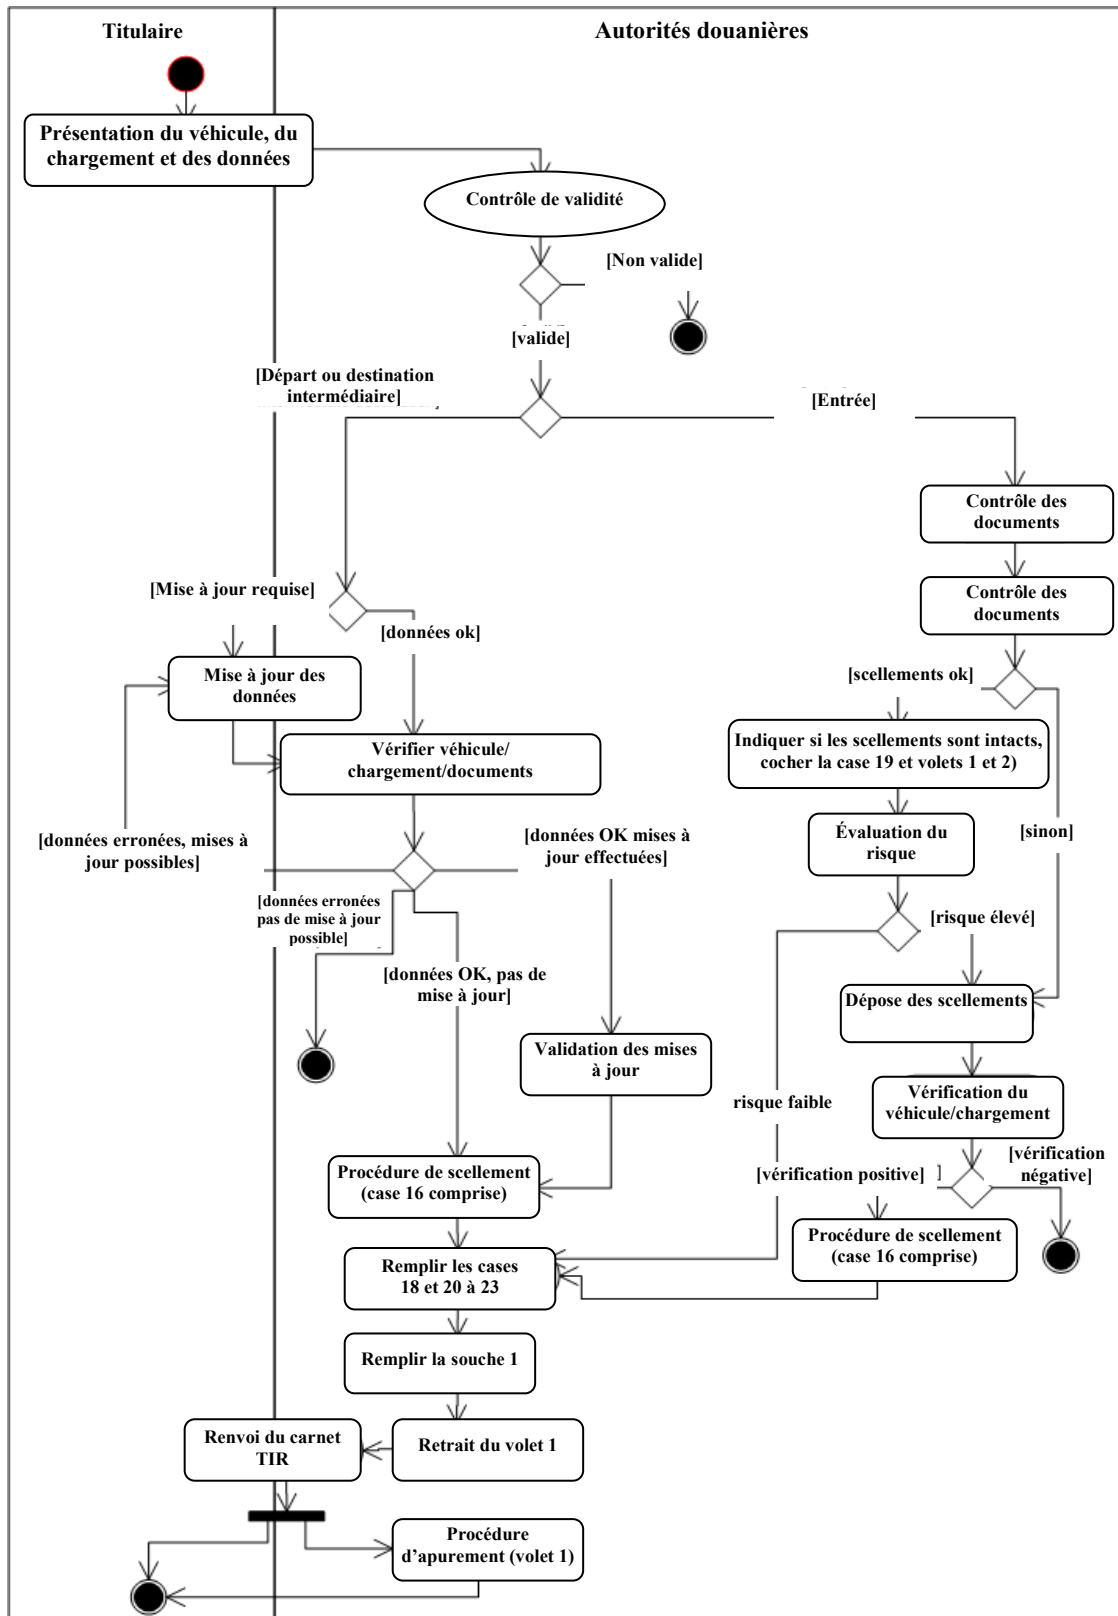 Titulaire
Autorités douanières
Présentation du véhicule, du
chargement et des données
Contrôle de validité
[Non valide]
[valide]
[Départ ou destination
intermédiaire]
[Entrée]
Contrôle des
documents
Contrôle des
documents
[Mise à jour requise]
[données ok]
[scellements ok]
Mise à jour des
données
Indiquer si les scellements sont intacts,
cocher la case 19 et volets 1 et 2)
Vérifier véhicule/
chargement/documents
[sinon]
Évaluation du
risque
[données erronées, mises à
jour possibles]
[données OK mises à
jour effectuées]
[données erronées
pas de mise à jour
possible]
[risque élevé]
[données OK, pas de
mise à jour]
Dépose des scellements
Validation des mises
à jour
risque faible
Vérification du
véhicule/chargement
[vérification positive]
]
[vérification
négative]
Procédure de scellement
(case 16 comprise)
Procédure de scellement
(case 16 comprise)
Remplir les cases
18 et 20 à 23
Remplir la souche 1
Renvoi du carnet
TIR
Retrait du volet 1
Procédure
d’apurement (volet 1)